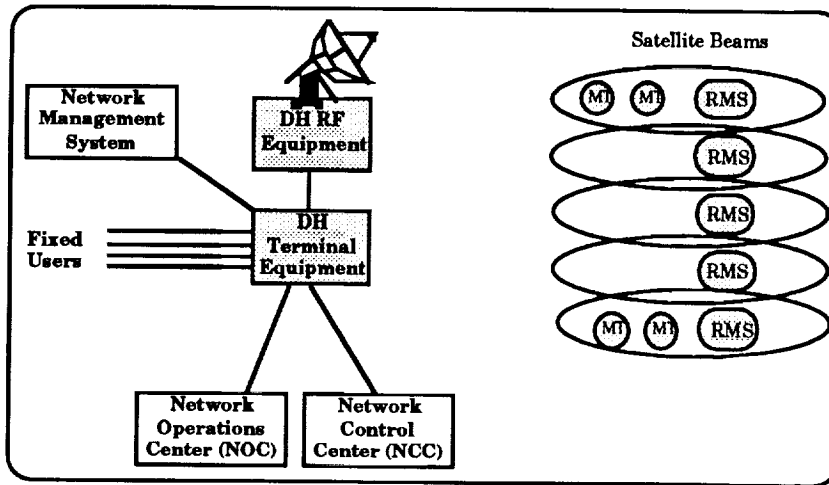 Satellite Beams
MT MT RMS
RMS
RMS
RMS
MT MT RMS
Network
Management
System
DH RF
Equipment
Fixed
Users
DH
Terminal
Equipment
Network
Operations
Center (NOC)
Network
Control
Center (NCC)